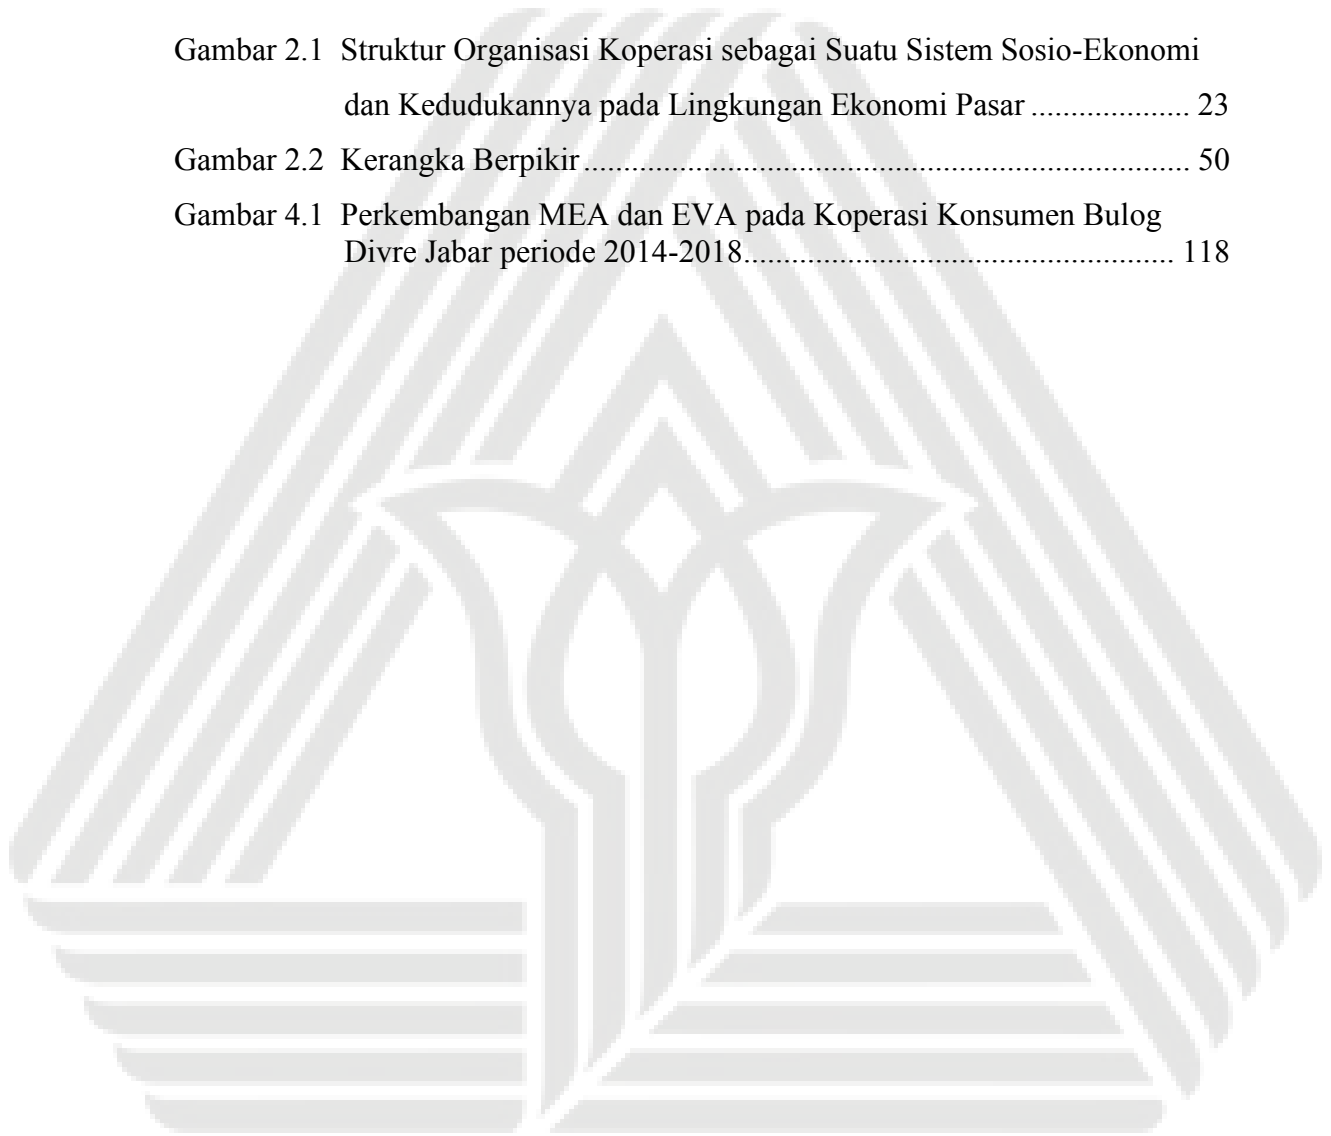 Gambar 2.1 Struktur Organisasi Koperasi sebagai Suatu Sistem Sosio-Ekonomi
dan Kedudukannya pada Lingkungan Ekonomi Pasar .................... 23
Gambar 2.2 Kerangka Berpikir ............................................................................ 50
Gambar 4.1 Perkembangan MEA dan EVA pada Koperasi Konsumen Bulog
Divre Jabar periode 2014-2018...................................................... 118